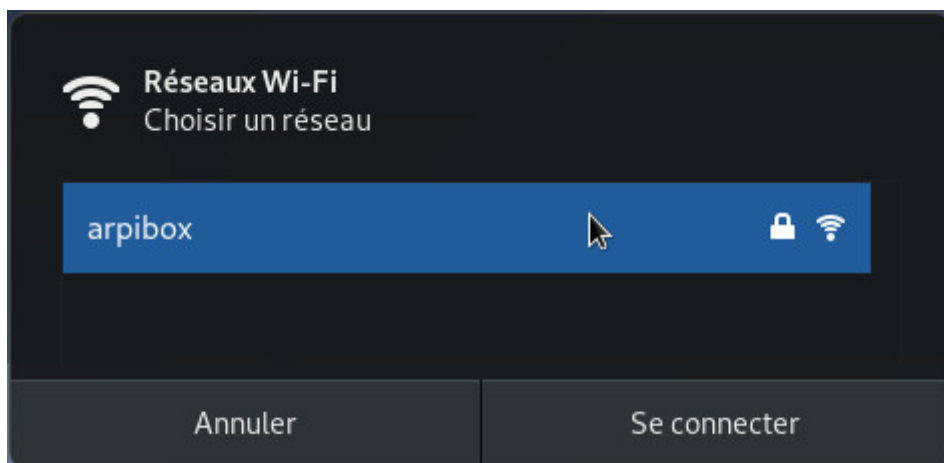 Réseaux Wi-Fi
Choisir un réseau
arpibox
Annuler
Se connecter